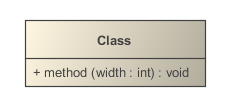 Class
+ method (width : int) : void